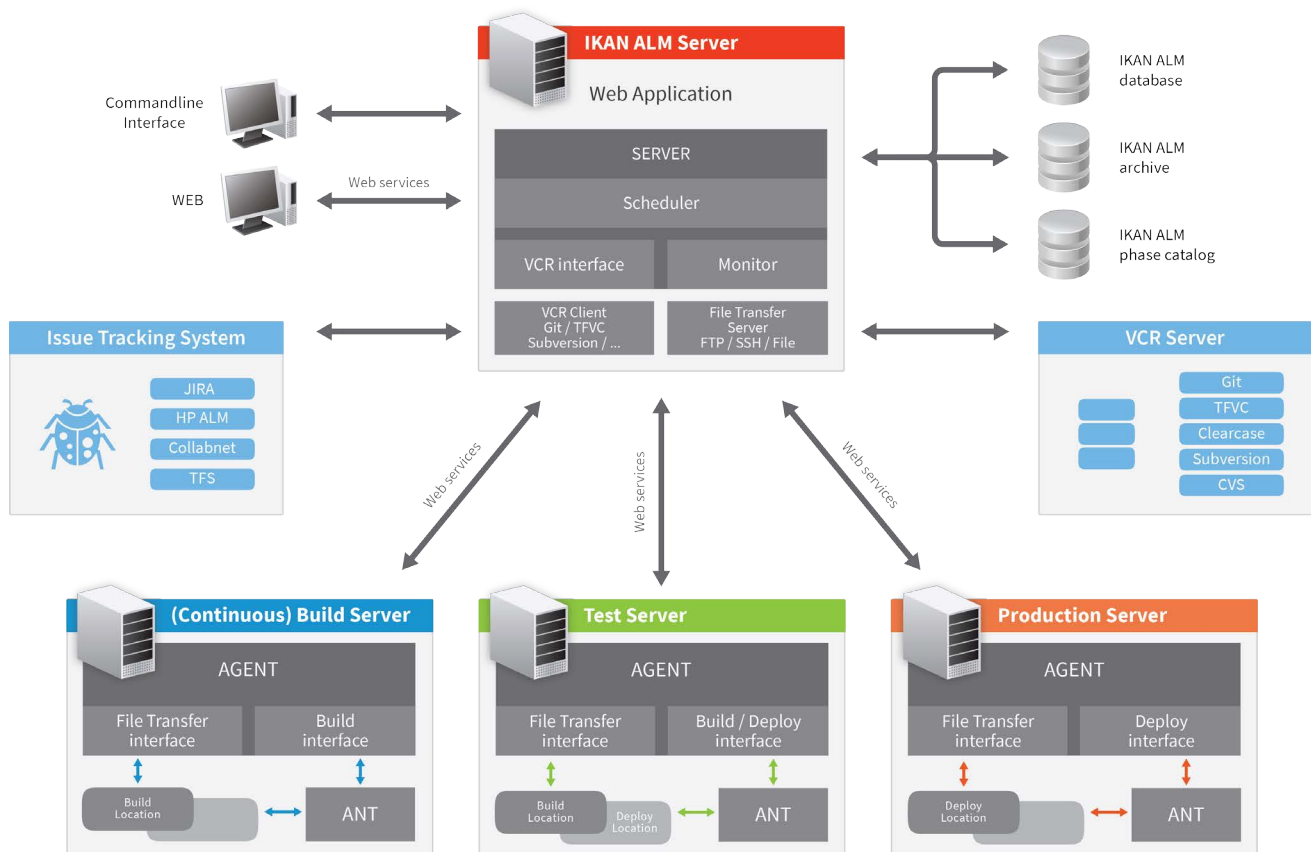 IKAN ALM Server
Web Application
SERVER
Scheduler
VCR interface
Monitor
VCR Client
Git / TFVC
Subversion / ...
File Transfer
Server
FTP / SSH / File
Commandline
Interface
WEB
Web services
IKAN ALM
database
IKAN ALM
archive
IKAN ALM
phase catalog
Issue Tracking System
JIRA
HP ALM
Collabnet
TFS
VCR Server
Git
TFVC
Clearcase
Subversion
CVS
Web services
Web services
Web services
(Continuous) Build Server
AGENT
File Transfer
interface
Build
interface
Build
Location
ANT
Test Server
AGENT
File Transfer
interface
Build / Deploy
interface
Build
Location
Deploy
Location
ANT
Production Server
AGENT
File Transfer
interface
Deploy
interface
Deploy
Location
ANT